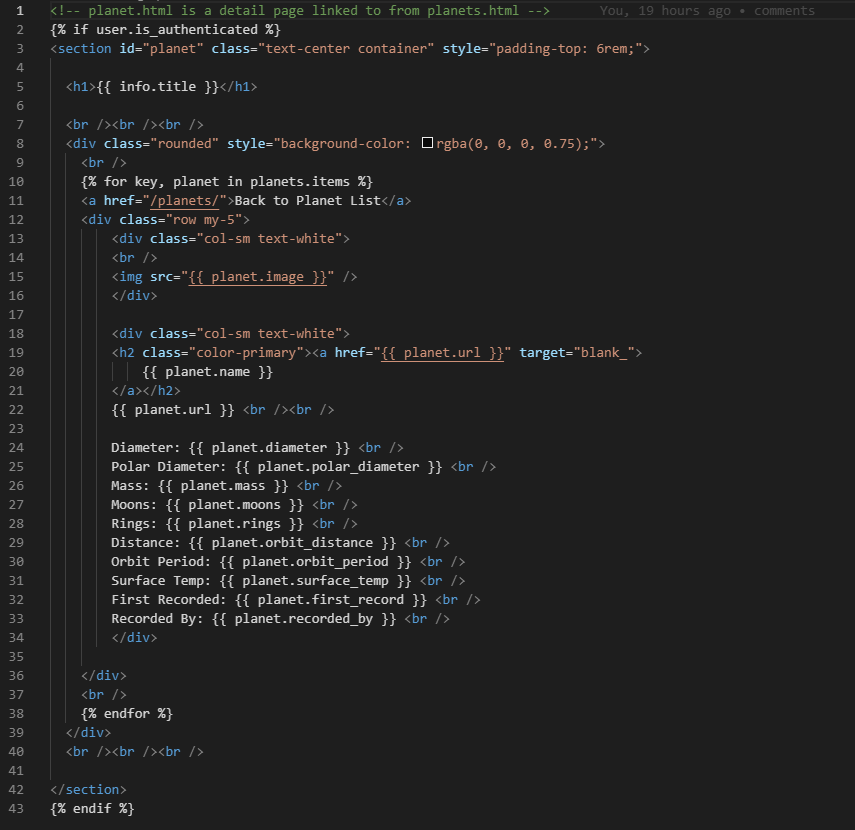 1 <!-- planet.html is a detail page linked to from planets.html --> You, 19 hours ago • comments
2 {% if user.is_authenticated %}
3 <section id="planet" class="text-center container" style="padding-top: 6rem;">
4
5 <h1>{{ info.title }}</h1>
6
7 <br /><br /><br />
8 <div class="rounded" style="background-color: rgba(0, 0, 0, 0.75);">
9 <br />
10 {% for key, planet in planets.items %}
11 <a href="/planets/">Back to Planet List</a>
12 <div class="row my-5">
13 <div class="col-sm text-white">
14 <br />
15 <img src="{{ planet.image }}" />
16 </div>
17
18 <div class="col-sm text-white">
19 <h2 class="color-primary"><a href="{{ planet.url }}" target="blank_">
20 {{ planet.name }}
21 </a></h2>
22 {{ planet.url }} <br /><br />
23
24 Diameter: {{ planet.diameter }} <br />
25 Polar Diameter: {{ planet.polar_diameter }} <br />
26 Mass: {{ planet.mass }} <br />
27 Moons: {{ planet.moons }} <br />
28 Rings: {{ planet.rings }} <br />
29 Distance: {{ planet.orbit_distance }} <br />
30 Orbit Period: {{ planet.orbit_period }} <br />
31 Surface Temp: {{ planet.surface_temp }} <br />
32 First Recorded: {{ planet.first_record }} <br />
33 Recorded By: {{ planet.recorded_by }} <br />
34 </div>
35
36 </div>
37 <br />
38 {% endfor %}
39 </div>
40 <br /><br /><br />
41
42 </section>
43 {% endif %}